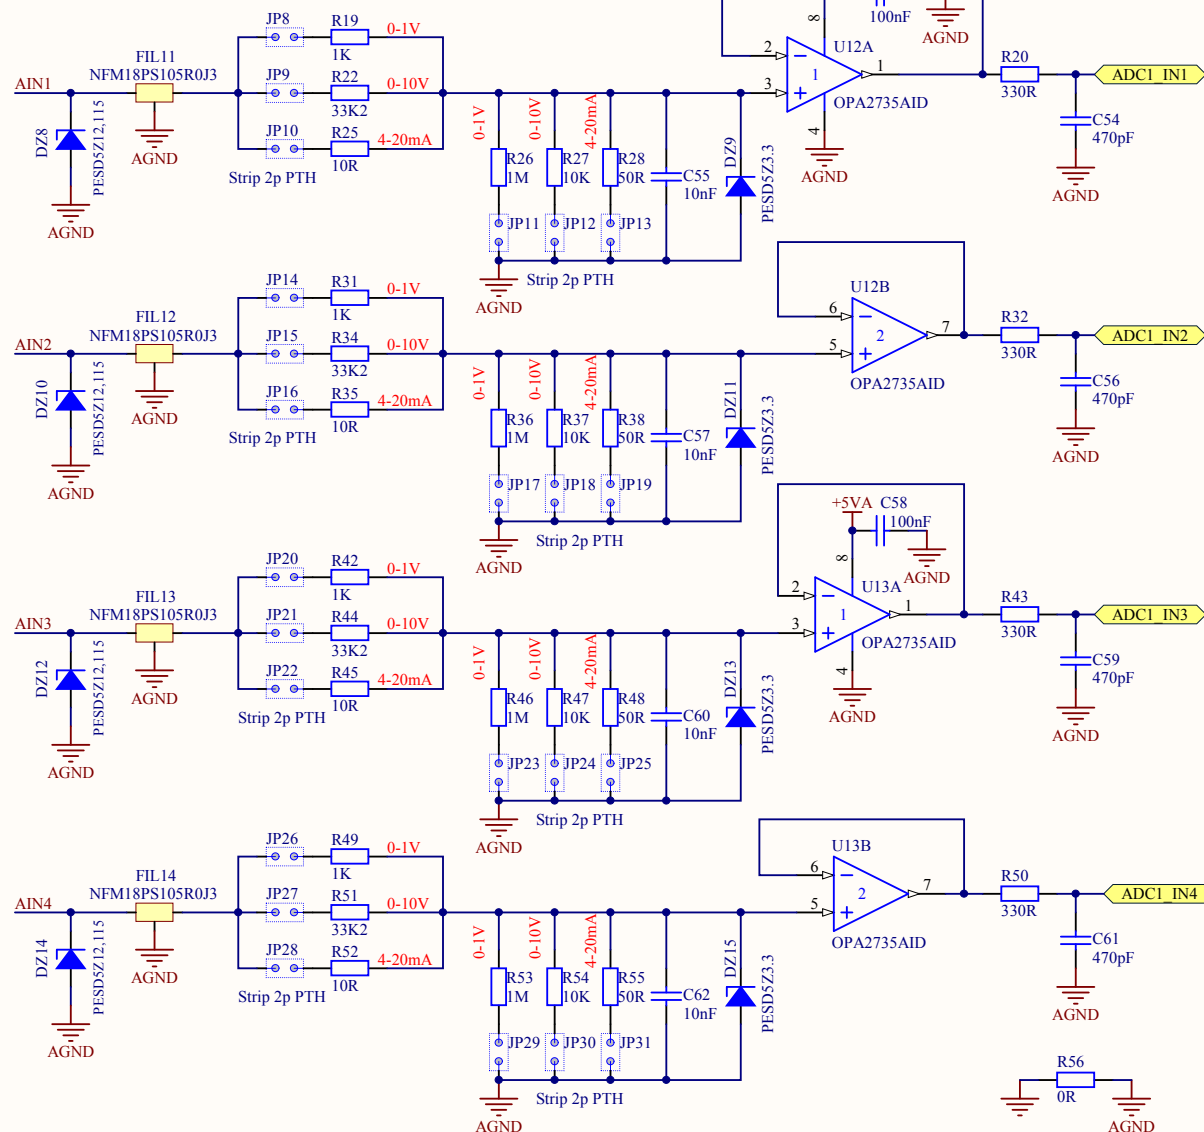 8
100nF
AGND
JP8
R19
0-1V
1K
FIL11
NFM18PS105R0J3
JP9
R22
0-10V
33K2
AIN1
DZ8
PESD5Z12,115
AGND
JP10
R25
4-20mA
10R
Strip 2p PTH
AGND
0-1V
0-10V
4-20mA
R26
1M
R27
10K
R28
50R
C55
10nF
DZ9
PESD5Z3.3
JP11
JP12
JP13
Strip 2p PTH
AGND
2
3
1
U12A
1
OPA2735AID
4
AGND
R20
330R
ADC1_IN1
C54
470pF
AGND
JP14
R31
0-1V
1K
FIL12
NFM18PS105R0J3
JP15
R34
0-10V
33K2
AIN2
DZ10
PESD5Z12,115
AGND
JP16
R35
4-20mA
10R
Strip 2p PTH
AGND
0-1V
0-10V
4-20mA
R36
1M
R37
10K
R38
50R
C57
10nF
DZ11
PESD5Z3.3
JP17
JP18
JP19
Strip 2p PTH
AGND
U12B
6
5
2
7
OPA2735AID
R32
330R
ADC1_IN2
C56
470pF
AGND
+5VA
C58
100nF
AGND
8
JP20
R42
0-1V
1K
FIL13
NFM18PS105R0J3
JP21
R44
0-10V
33K2
AIN3
DZ12
PESD5Z12,115
AGND
JP22
R45
4-20mA
10R
Strip 2p PTH
AGND
0-1V
0-10V
4-20mA
R46
1M
R47
10K
R48
50R
C60
10nF
DZ13
PESD5Z3.3
JP23
JP24
JP25
Strip 2p PTH
AGND
2
3
1
U13A
1
OPA2735AID
4
AGND
R43
330R
ADC1_IN3
C59
470pF
AGND
JP26
R49
0-1V
1K
FIL14
NFM18PS105R0J3
JP27
R51
0-10V
33K2
AIN4
DZ14
PESD5Z12,115
AGND
JP28
R52
4-20mA
10R
Strip 2p PTH
AGND
0-1V
0-10V
4-20mA
R53
1M
R54
10K
R55
50R
C62
10nF
DZ15
PESD5Z3.3
JP29
JP30
JP31
Strip 2p PTH
AGND
U13B
6
5
2
7
OPA2735AID
R50
330R
ADC1_IN4
C61
470pF
AGND
R56
0R
AGND